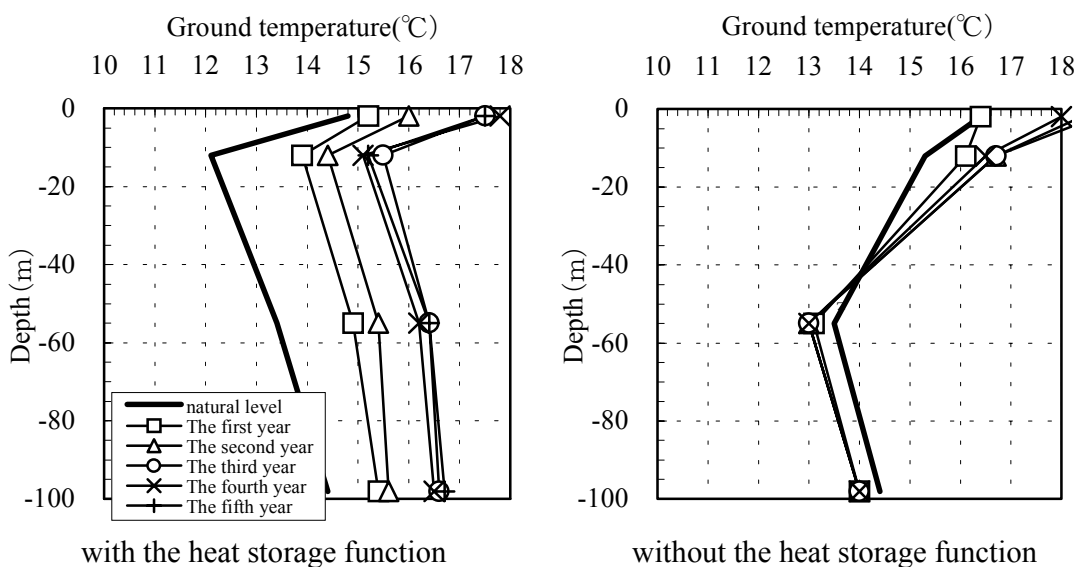 Ground temperature(℃)
10 11 12 13 14 15 16 17 18
0
-20
-40
-60
-80
-100
Depth(m)
natural level
The first year
The second year
The third year
The fourth year
The fifth year
with the heat storage function
Ground temperature(℃)
10 11 12 13 14 15 16 17 18
0
-20
-40
-60
-80
-100
Depth(m)
without the heat storage function